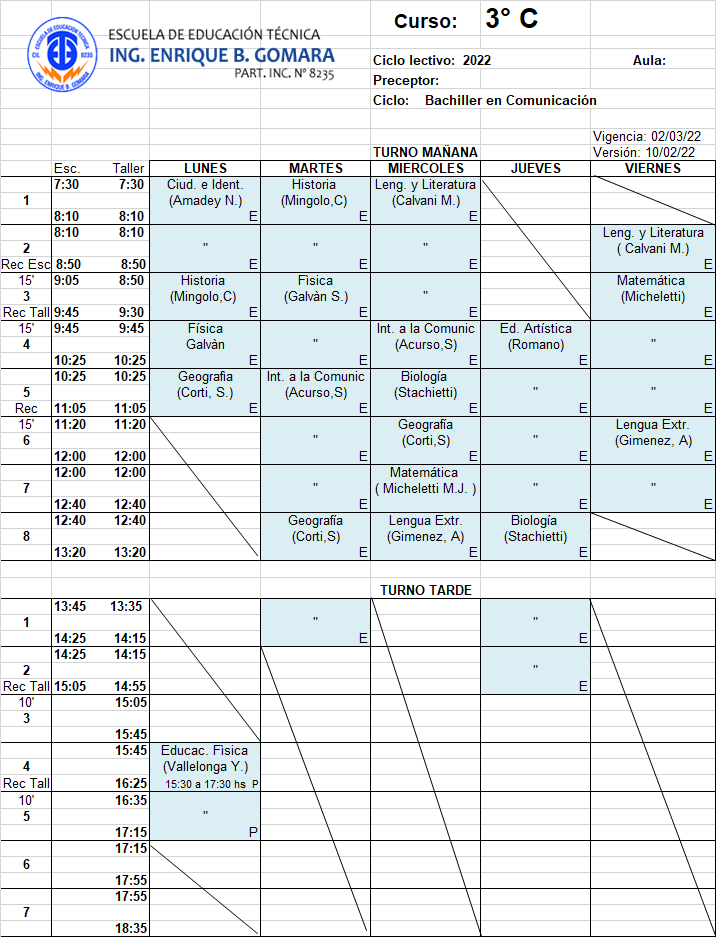 ESCUELA DE EDUCACIÓN TÉCNICA
8235
ING. ENRIQUE B. GOMARA
ESCUELA DE EDUCACIÓN TÉCNICA
ING. ENRIQUE B. GOMARA
PART. INC. Nº 8235
Curso: 3° C
Ciclo lectivo: 2022 Aula:
Preceptor:
Ciclo: Bachiller en Comunicación
Vigencia: 02/03/22
TURNO MAÑANA Versión: 10/02/22
Esc. Taller LUNES MARTES MIERCOLES JUEVES VIERNES
7:30 7:30 Ciud. e Ident. Historia Leng. y Literatura
1 (Amadey N.) (Mingolo,C) (Calvani M.)
8:10 8:10 E E E
8:10 8:10 Leng. y Literatura
2 " " " ( Calvani M.)
Rec Esc 8:50 8:50 E E E E
15' 9:05 8:50 Historia Fìsica Matemática
3 (Mingolo,C) (Galvàn S.) " (Micheletti)
Rec Tall 9:45 9:30 E E E E
15' 9:45 9:45 Física Int. a la Comunic Ed. Artística
4 Galvàn " (Acurso,S) (Romano) "
10:25 10:25 E E E E E
10:25 10:25 Geografia Int. a la Comunic Biología
5 (Corti, S.) (Acurso,S) (Stachietti) " "
Rec 11:05 11:05 E E E E E
15' 11:20 11:20 Geografía Lengua Extr.
6 " (Corti,S) " (Gimenez, A)
12:00 12:00 E E E E
12:00 12:00 Matemática
7 " ( Micheletti M.J. ) " "
12:40 12:40 E E E E
12:40 12:40 Geografía Lengua Extr. Biología
8 (Corti,S) (Gimenez, A) (Stachietti)
13:20 13:20 E E E
TURNO TARDE
13:45 13:35
1 " "
14:25 14:15 E E
14:25 14:15
2 "
Rec Tall 15:05 14:55 E
10' 15:05
3
15:45
15:45 Educac. Fìsica
4 (Vallelonga Y.)
Rec Tall 16:25 15:30 a 17:30 hs P
10' 16:35
5 "
17:15 P
17:15
6
17:55
17:55
7
18:35